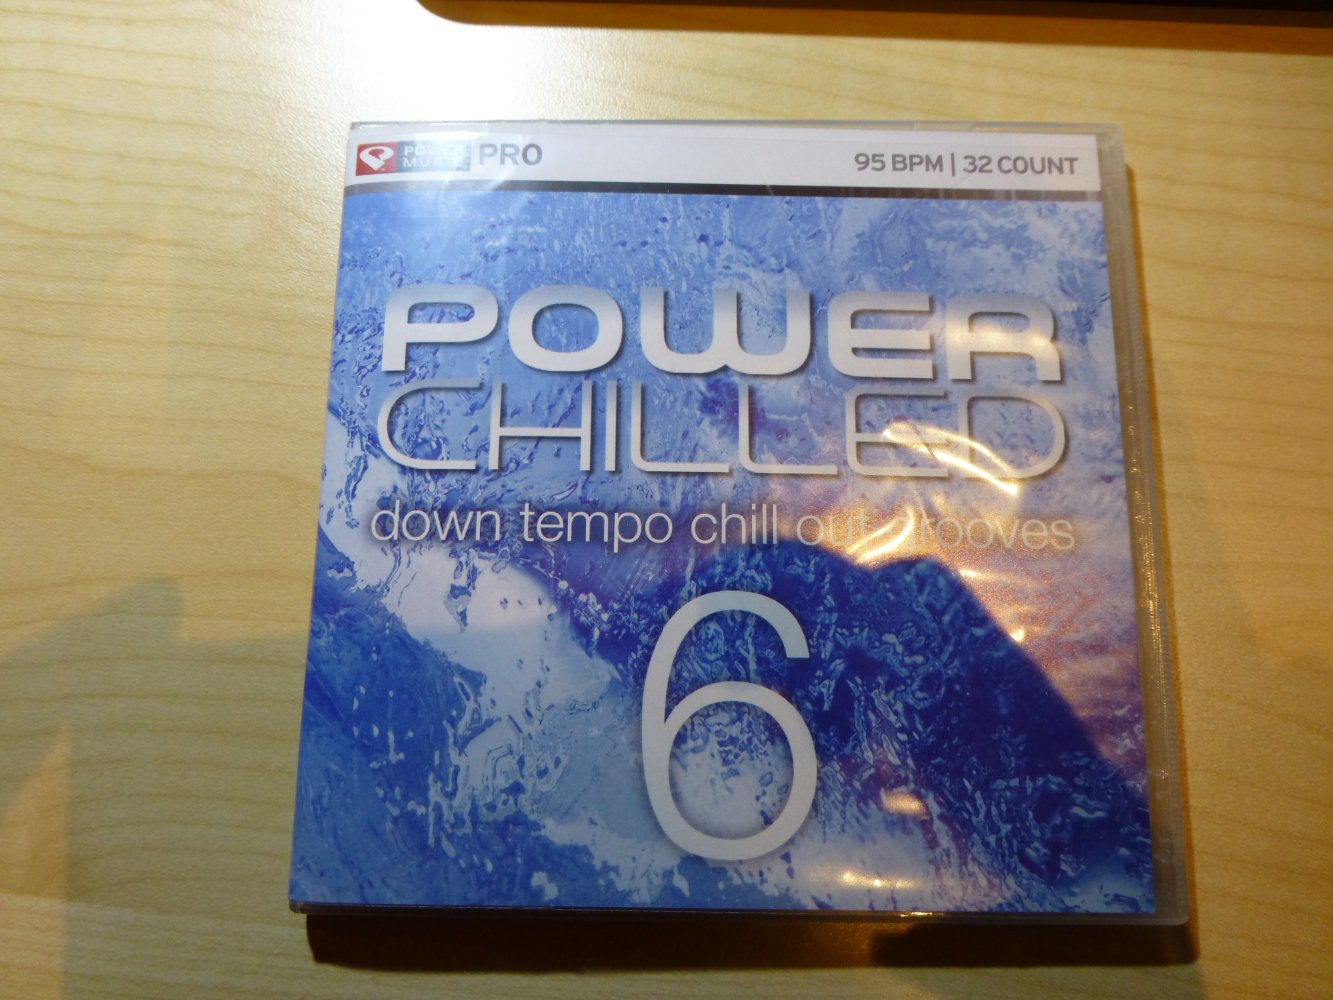 POWER MUSIC PRO 95 BPM | 32 COUNT
POWER
CHILLED
down tempo chill out grooves
6